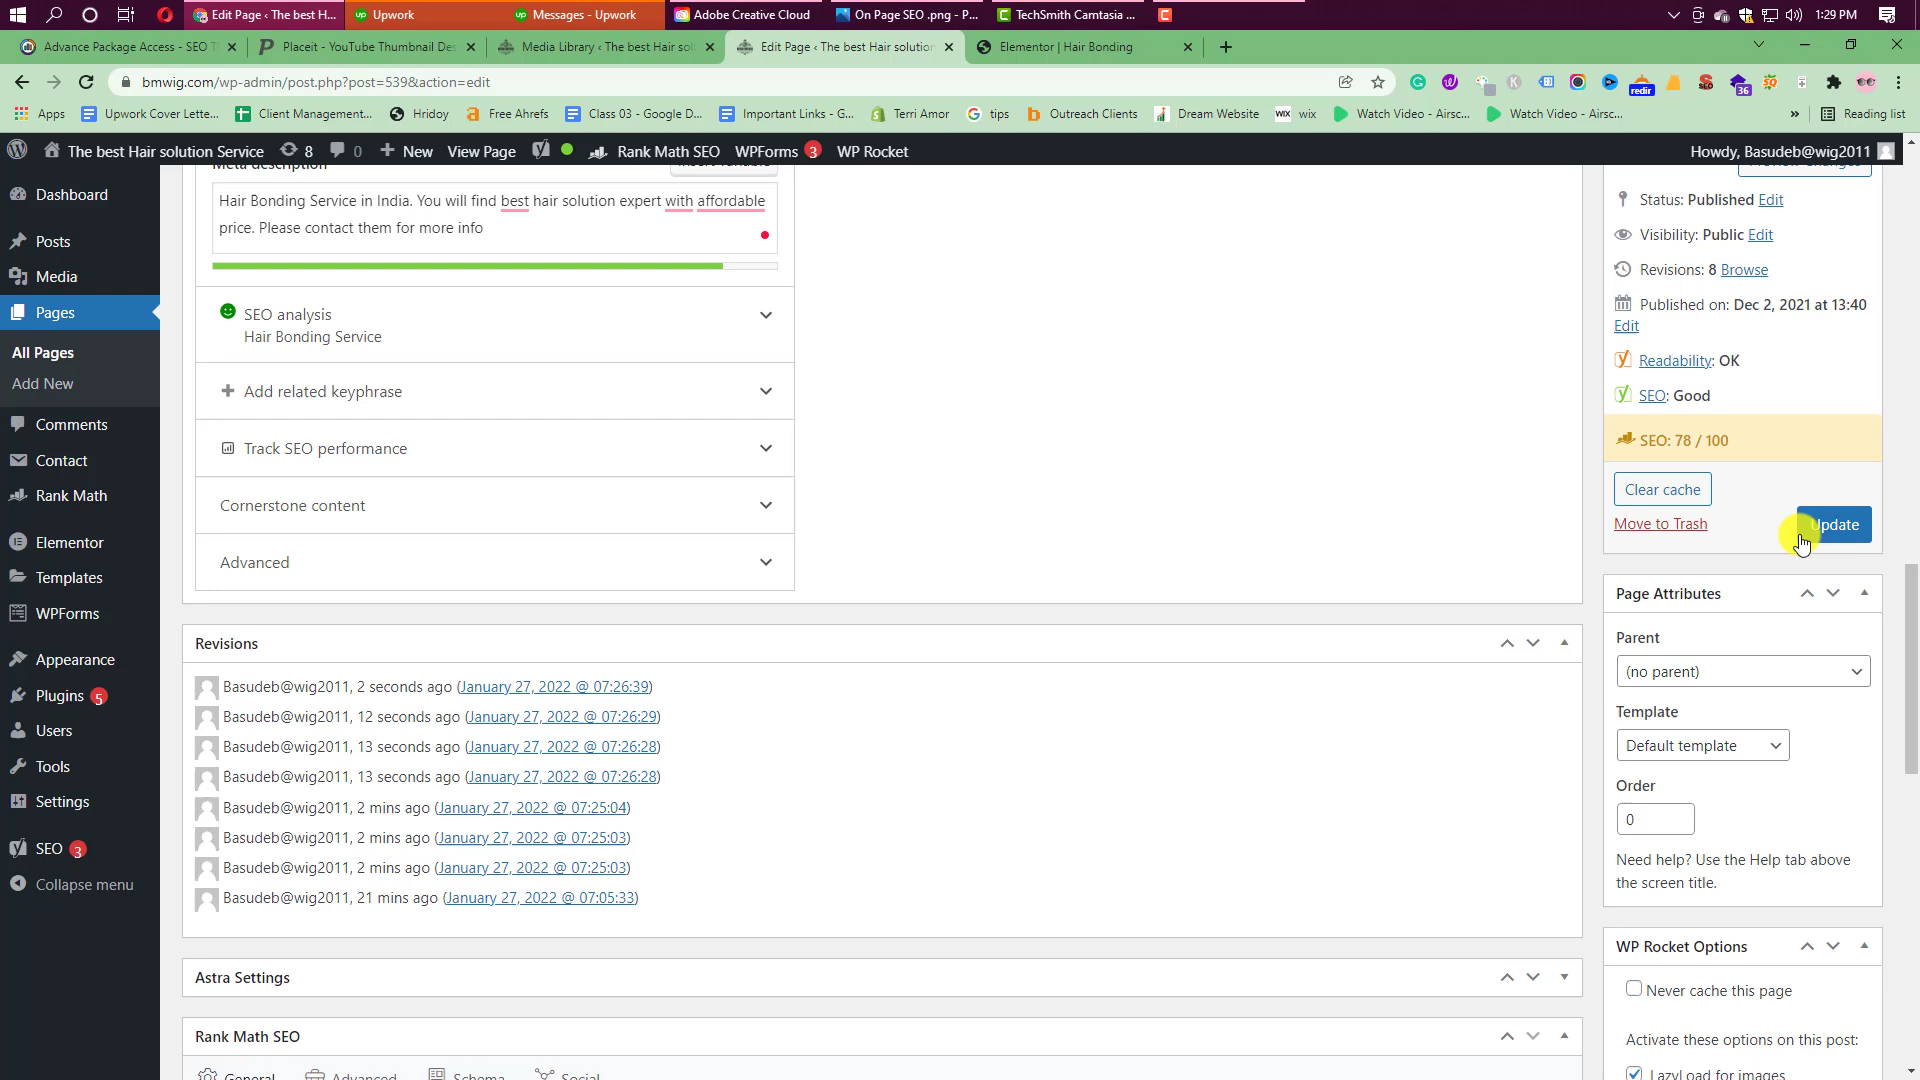 Edit Page ‹ The best H...
Upwork
Messages - Upwork
Adobe Creative Cloud
On Page SEO .png - P...
TechSmith Camtasia ...
1:29 PM
Advance Package Access - SEO T
Placeit - YouTube Thumbnail Des
Media Library ‹ The best Hair sol
Edit Page ‹ The best Hair solution
Elementor | Hair Bonding
bmwig.com/wp-admin/post.php?post=539&action=edit
redir
36
Apps
Upwork Cover Lette...
Client Management...
Hridoy
Free Ahrefs
Class 03 - Google D...
Important Links - G...
Terri Amor
tips
Outreach Clients
Dream Website
WIX wix
Watch Video - Airsc...
Watch Video - Airsc...
»
Reading list
The best Hair solution Service
8
0
New
View Page
Rank Math SEO
WPForms 3
WP Rocket
Howdy, Basudeb@wig2011
Dashboard
Posts
Media
Pages
All Pages
Add New
Comments
Contact
Rank Math
Elementor
Templates
WPForms
Appearance
Plugins 5
Users
Tools
Settings
SEO 3
Collapse menu
Meta description
Insert variable
Hair Bonding Service in India. You will find best hair solution expert with affordable
price. Please contact them for more info
SEO analysis
Hair Bonding Service
Add related keyphrase
Track SEO performance
Cornerstone content
Advanced
Revisions
Basudeb@wig2011, 2 seconds ago (January 27, 2022 @ 07:26:39)
Basudeb@wig2011, 12 seconds ago (January 27, 2022 @ 07:26:29)
Basudeb@wig2011, 13 seconds ago (January 27, 2022 @ 07:26:28)
Basudeb@wig2011, 13 seconds ago (January 27, 2022 @ 07:26:28)
Basudeb@wig2011, 2 mins ago (January 27, 2022 @ 07:25:04)
Basudeb@wig2011, 2 mins ago (January 27, 2022 @ 07:25:03)
Basudeb@wig2011, 2 mins ago (January 27, 2022 @ 07:25:03)
Basudeb@wig2011, 21 mins ago (January 27, 2022 @ 07:05:33)
Astra Settings
Rank Math SEO
General
Advanced
Schema
Social
Preview Changes
Status: Published Edit
Visibility: Public Edit
Revisions: 8 Browse
Published on: Dec 2, 2021 at 13:40
Edit
Readability: OK
SEO: Good
SEO: 78 / 100
Clear cache
Move to Trash
Update
Page Attributes
Parent
(no parent)
Template
Default template
Order
0
Need help? Use the Help tab above
the screen title.
WP Rocket Options
Never cache this page
Activate these options on this post:
LazyLoad for images